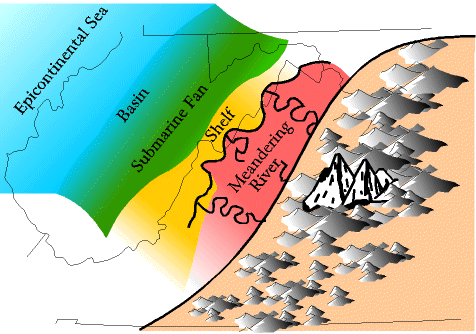 Epicontinental Sea
Basin
Submarine Fan
Shelf
Meandering
River